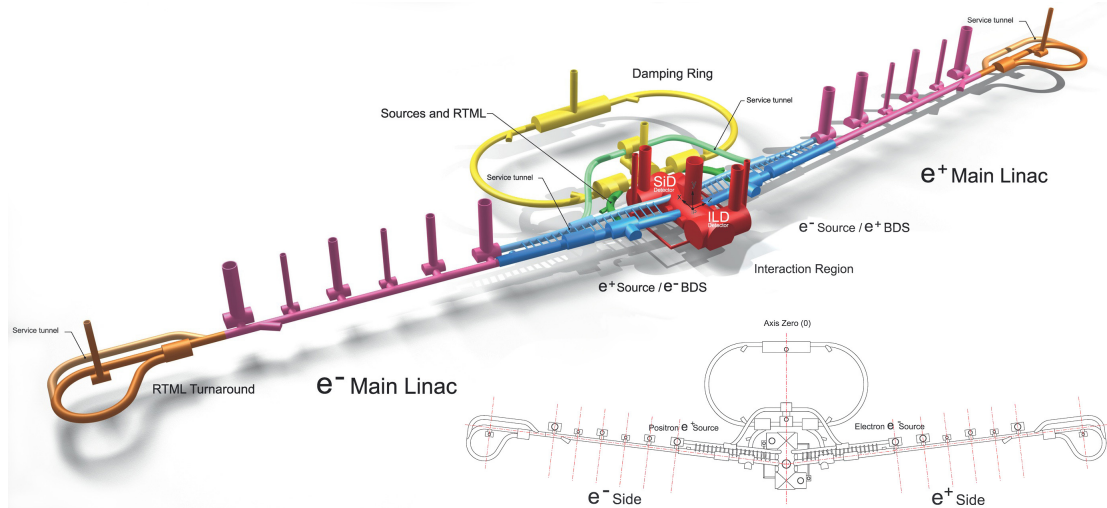 Service tunnel
Damping Ring
Sources and RTML
Service tunnel
Service tunnel
SiD
Detector
ILD
Detector
e+ Main Linac
e- Source / e+ BDS
Interaction Region
e+ Source / e- BDS
Service tunnel
RTML Turnaround
e- Main Linac
Axis Zero (0)
Positron e+ Source
Electron e- Source
e- Side
e+ Side